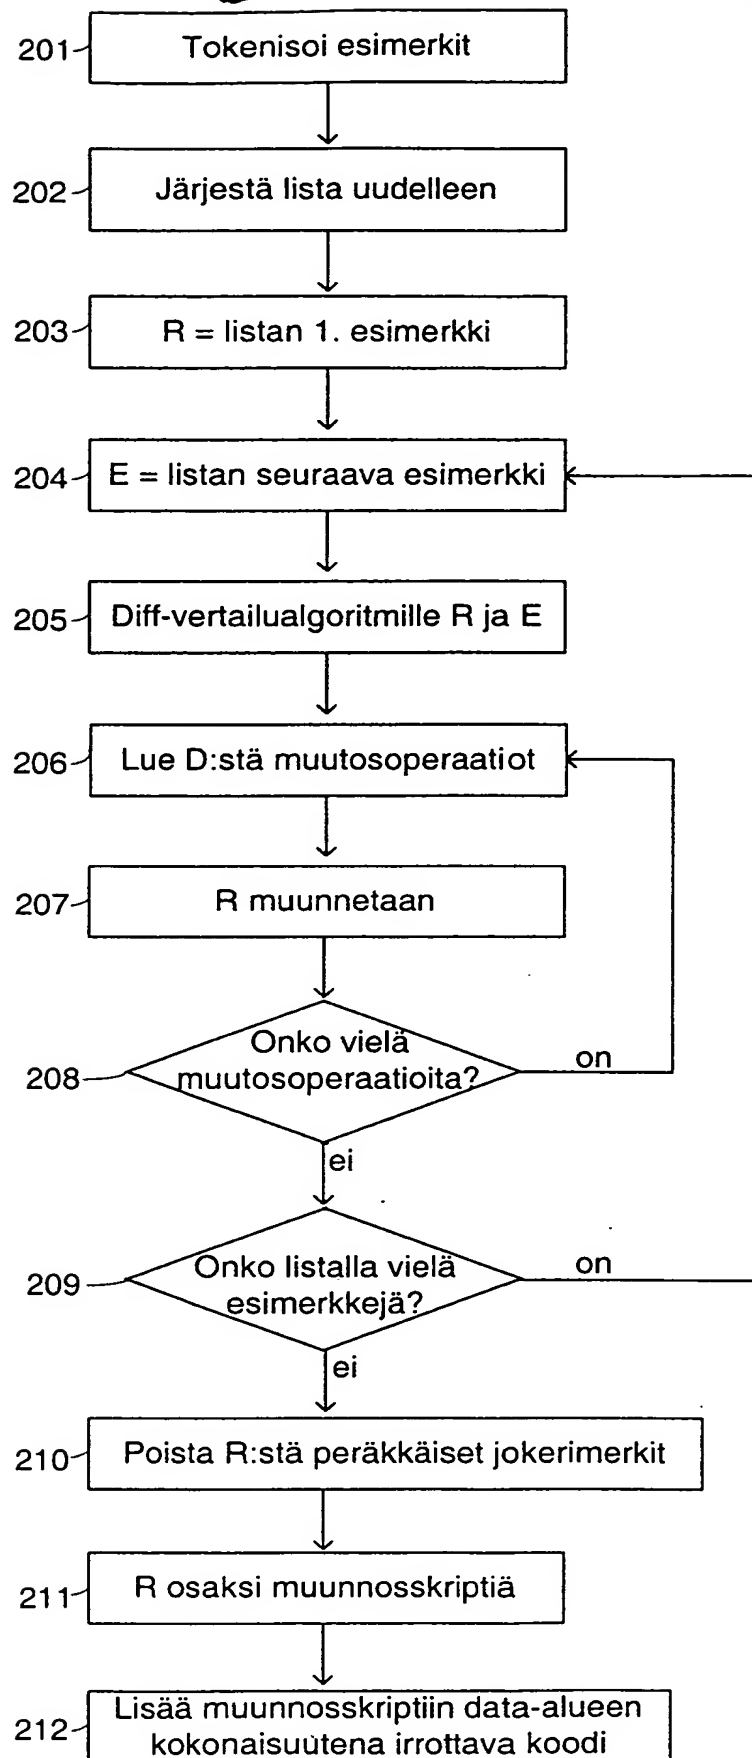 201 Tokenisoi esimerkit
202 Järjestä lista uudelleen
203 R = listan 1. esimerkki
204 E = listan seuraava esimerkki
205 Diff-vertailualgoritmille R ja E
206 Lue D:stä muutosoperaatiot
207 R muunnetaan
Onko vielä
208 muutosoperaatioita? on
ei
209 Onko listalla vielä on
esimerkkejä?
ei
210 Poista R:stä peräkkäiset jokerimerkit
211 R osaksi muunnosskriptiä
212 Lisää muunnosskriptiin data-alueen
kokonaisuutena irrottava koodi